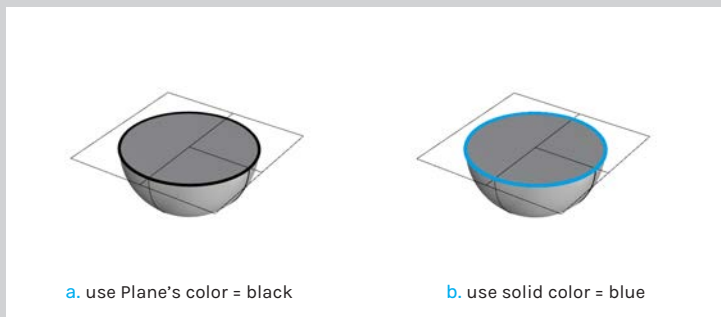 a. use Plane's color = black
b. use solid color = blue